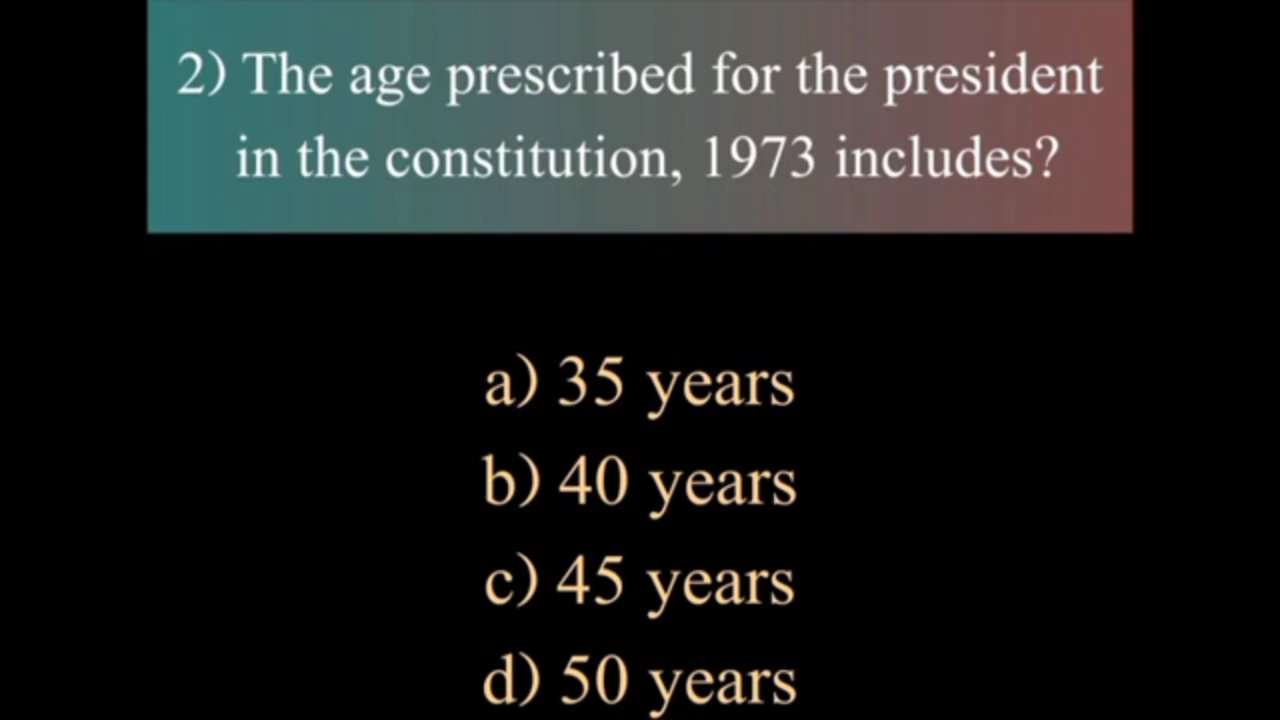 2) The age prescribed for the president
in the constitution, 1973 includes?
a) 35 years
b) 40 years
c) 45 years
d) 50 years